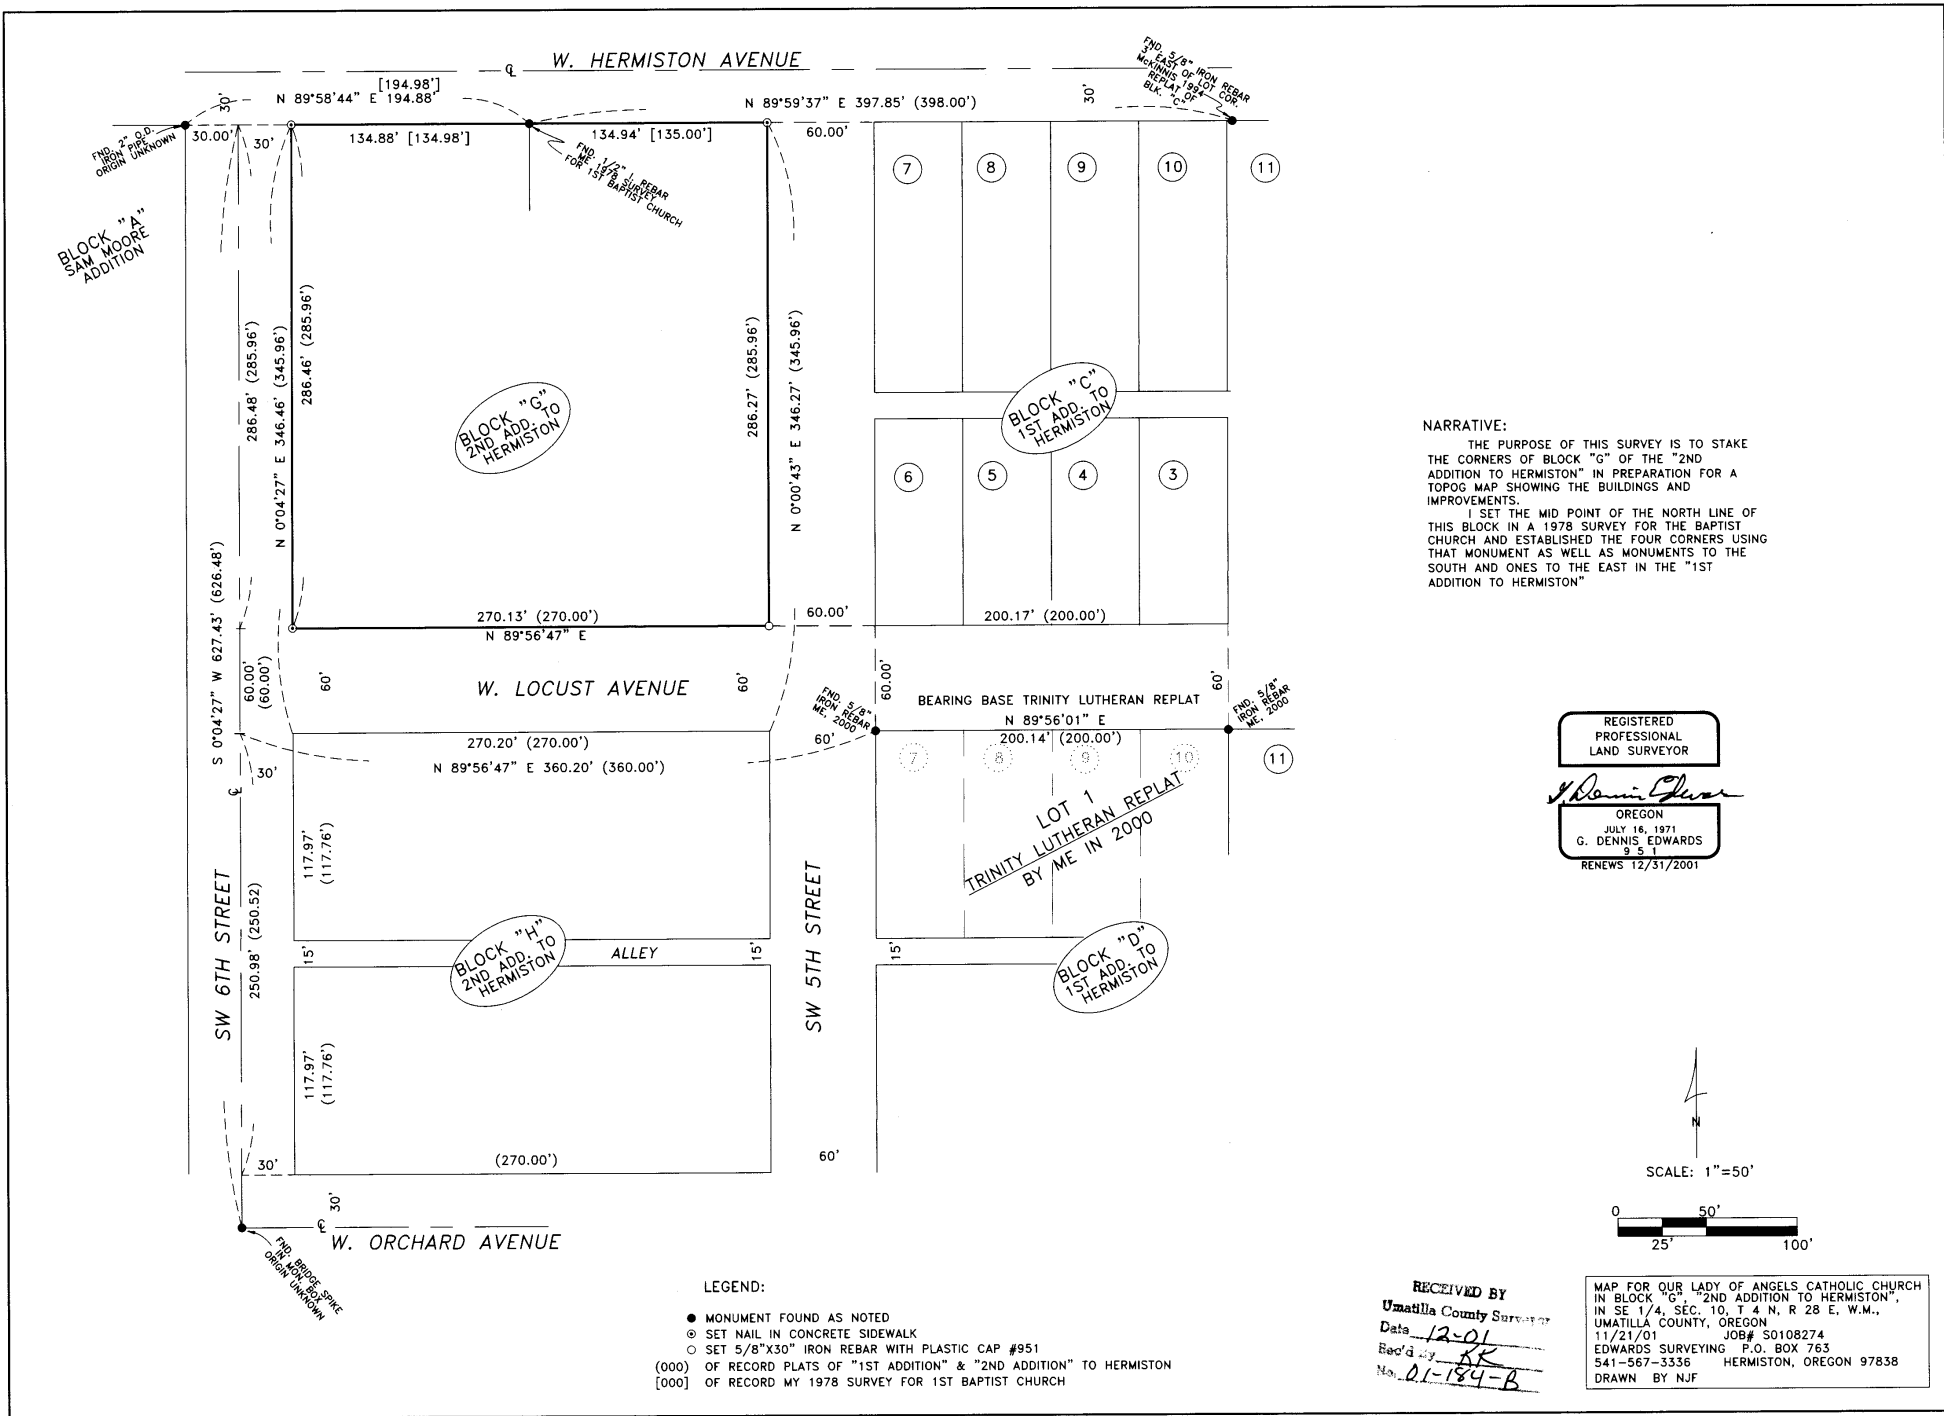 W. HERMISTON AVENUE
[194.98']
N 89°58'44" E 194.88'
30'
N 89°59'37" E 397.85' (398.00')
30'
FND. 5/8" IRON REBAR
3' EAST OF LOT COR.
McKINNIS 1994
REPLAT OF
BLK. "C"
FND. 2" O.D.
IRON PIPE
ORIGIN UNKNOWN
30.00'
30'
134.88' [134.98']
134.94' [135.00']
60.00'
FND. 1/2" I. REBAR
ME 1978 SURVEY
FOR 1ST BAPTIST CHURCH
7
8
9
10
11
BLOCK "A"
SAM MOORE
ADDITION
286.48' (285.96')
N 0°04'27" E 346.46' (345.96')
286.46' (285.96')
286.27' (285.96')
N 0°00'43" E 346.27' (345.96')
BLOCK "G"
2ND ADD. TO
HERMISTON
BLOCK "C"
1ST ADD. TO
HERMISTON
6
5
4
3
NARRATIVE:
THE PURPOSE OF THIS SURVEY IS TO STAKE
THE CORNERS OF BLOCK "G" OF THE "2ND
ADDITION TO HERMISTON" IN PREPARATION FOR A
TOPOG MAP SHOWING THE BUILDINGS AND
IMPROVEMENTS.
I SET THE MID POINT OF THE NORTH LINE OF
THIS BLOCK IN A 1978 SURVEY FOR THE BAPTIST
CHURCH AND ESTABLISHED THE FOUR CORNERS USING
THAT MONUMENT AS WELL AS MONUMENTS TO THE
SOUTH AND ONES TO THE EAST IN THE "1ST
ADDITION TO HERMISTON"
S 0°04'27" W 627.43' (626.48')
270.13' (270.00')
N 89°56'47" E
60.00'
200.17' (200.00')
60.00'
(60.00')
60'
W. LOCUST AVENUE
60'
60.00'
60'
FND. 5/8"
IRON REBAR
ME, 2000
BEARING BASE TRINITY LUTHERAN REPLAT
N 89°56'01" E
200.14' (200.00')
FND. 5/8"
IRON REBAR
ME, 2000
270.20' (270.00')
60'
30'
N 89°56'47" E 360.20' (360.00')
7
8
9
10
11
LOT 1
TRINITY LUTHERAN REPLAT
BY ME IN 2000
REGISTERED
PROFESSIONAL
LAND SURVEYOR
G. Dennis Edwards
OREGON
JULY 16, 1971
G. DENNIS EDWARDS
951
RENEWS 12/31/2001
117.97'
(117.76')
SW 6TH STREET
250.98' (250.52)
SW 5TH STREET
15'
BLOCK "H"
2ND ADD. TO
HERMISTON
ALLEY
15'
15'
BLOCK "D"
1ST ADD. TO
HERMISTON
117.97'
(117.76')
30'
(270.00')
60'
30'
W. ORCHARD AVENUE
FND. BRIDGE SPIKE
IN MON. BOX
ORIGIN UNKNOWN
N
SCALE: 1"=50'
0 50'
25' 100'
LEGEND:
MONUMENT FOUND AS NOTED
SET NAIL IN CONCRETE SIDEWALK
SET 5/8"X30" IRON REBAR WITH PLASTIC CAP #951
(000) OF RECORD PLATS OF "1ST ADDITION" & "2ND ADDITION" TO HERMISTON
[000] OF RECORD MY 1978 SURVEY FOR 1ST BAPTIST CHURCH
RECEIVED BY
Umatilla County Surveyor
Date 12-01
Rec'd by KK
No. 01-184-B
MAP FOR OUR LADY OF ANGELS CATHOLIC CHURCH
IN BLOCK "G", "2ND ADDITION TO HERMISTON",
IN SE 1/4, SEC. 10, T 4 N, R 28 E, W.M.,
UMATILLA COUNTY, OREGON
11/21/01 JOB# S0108274
EDWARDS SURVEYING P.O. BOX 763
541-567-3336 HERMISTON, OREGON 97838
DRAWN BY NJF